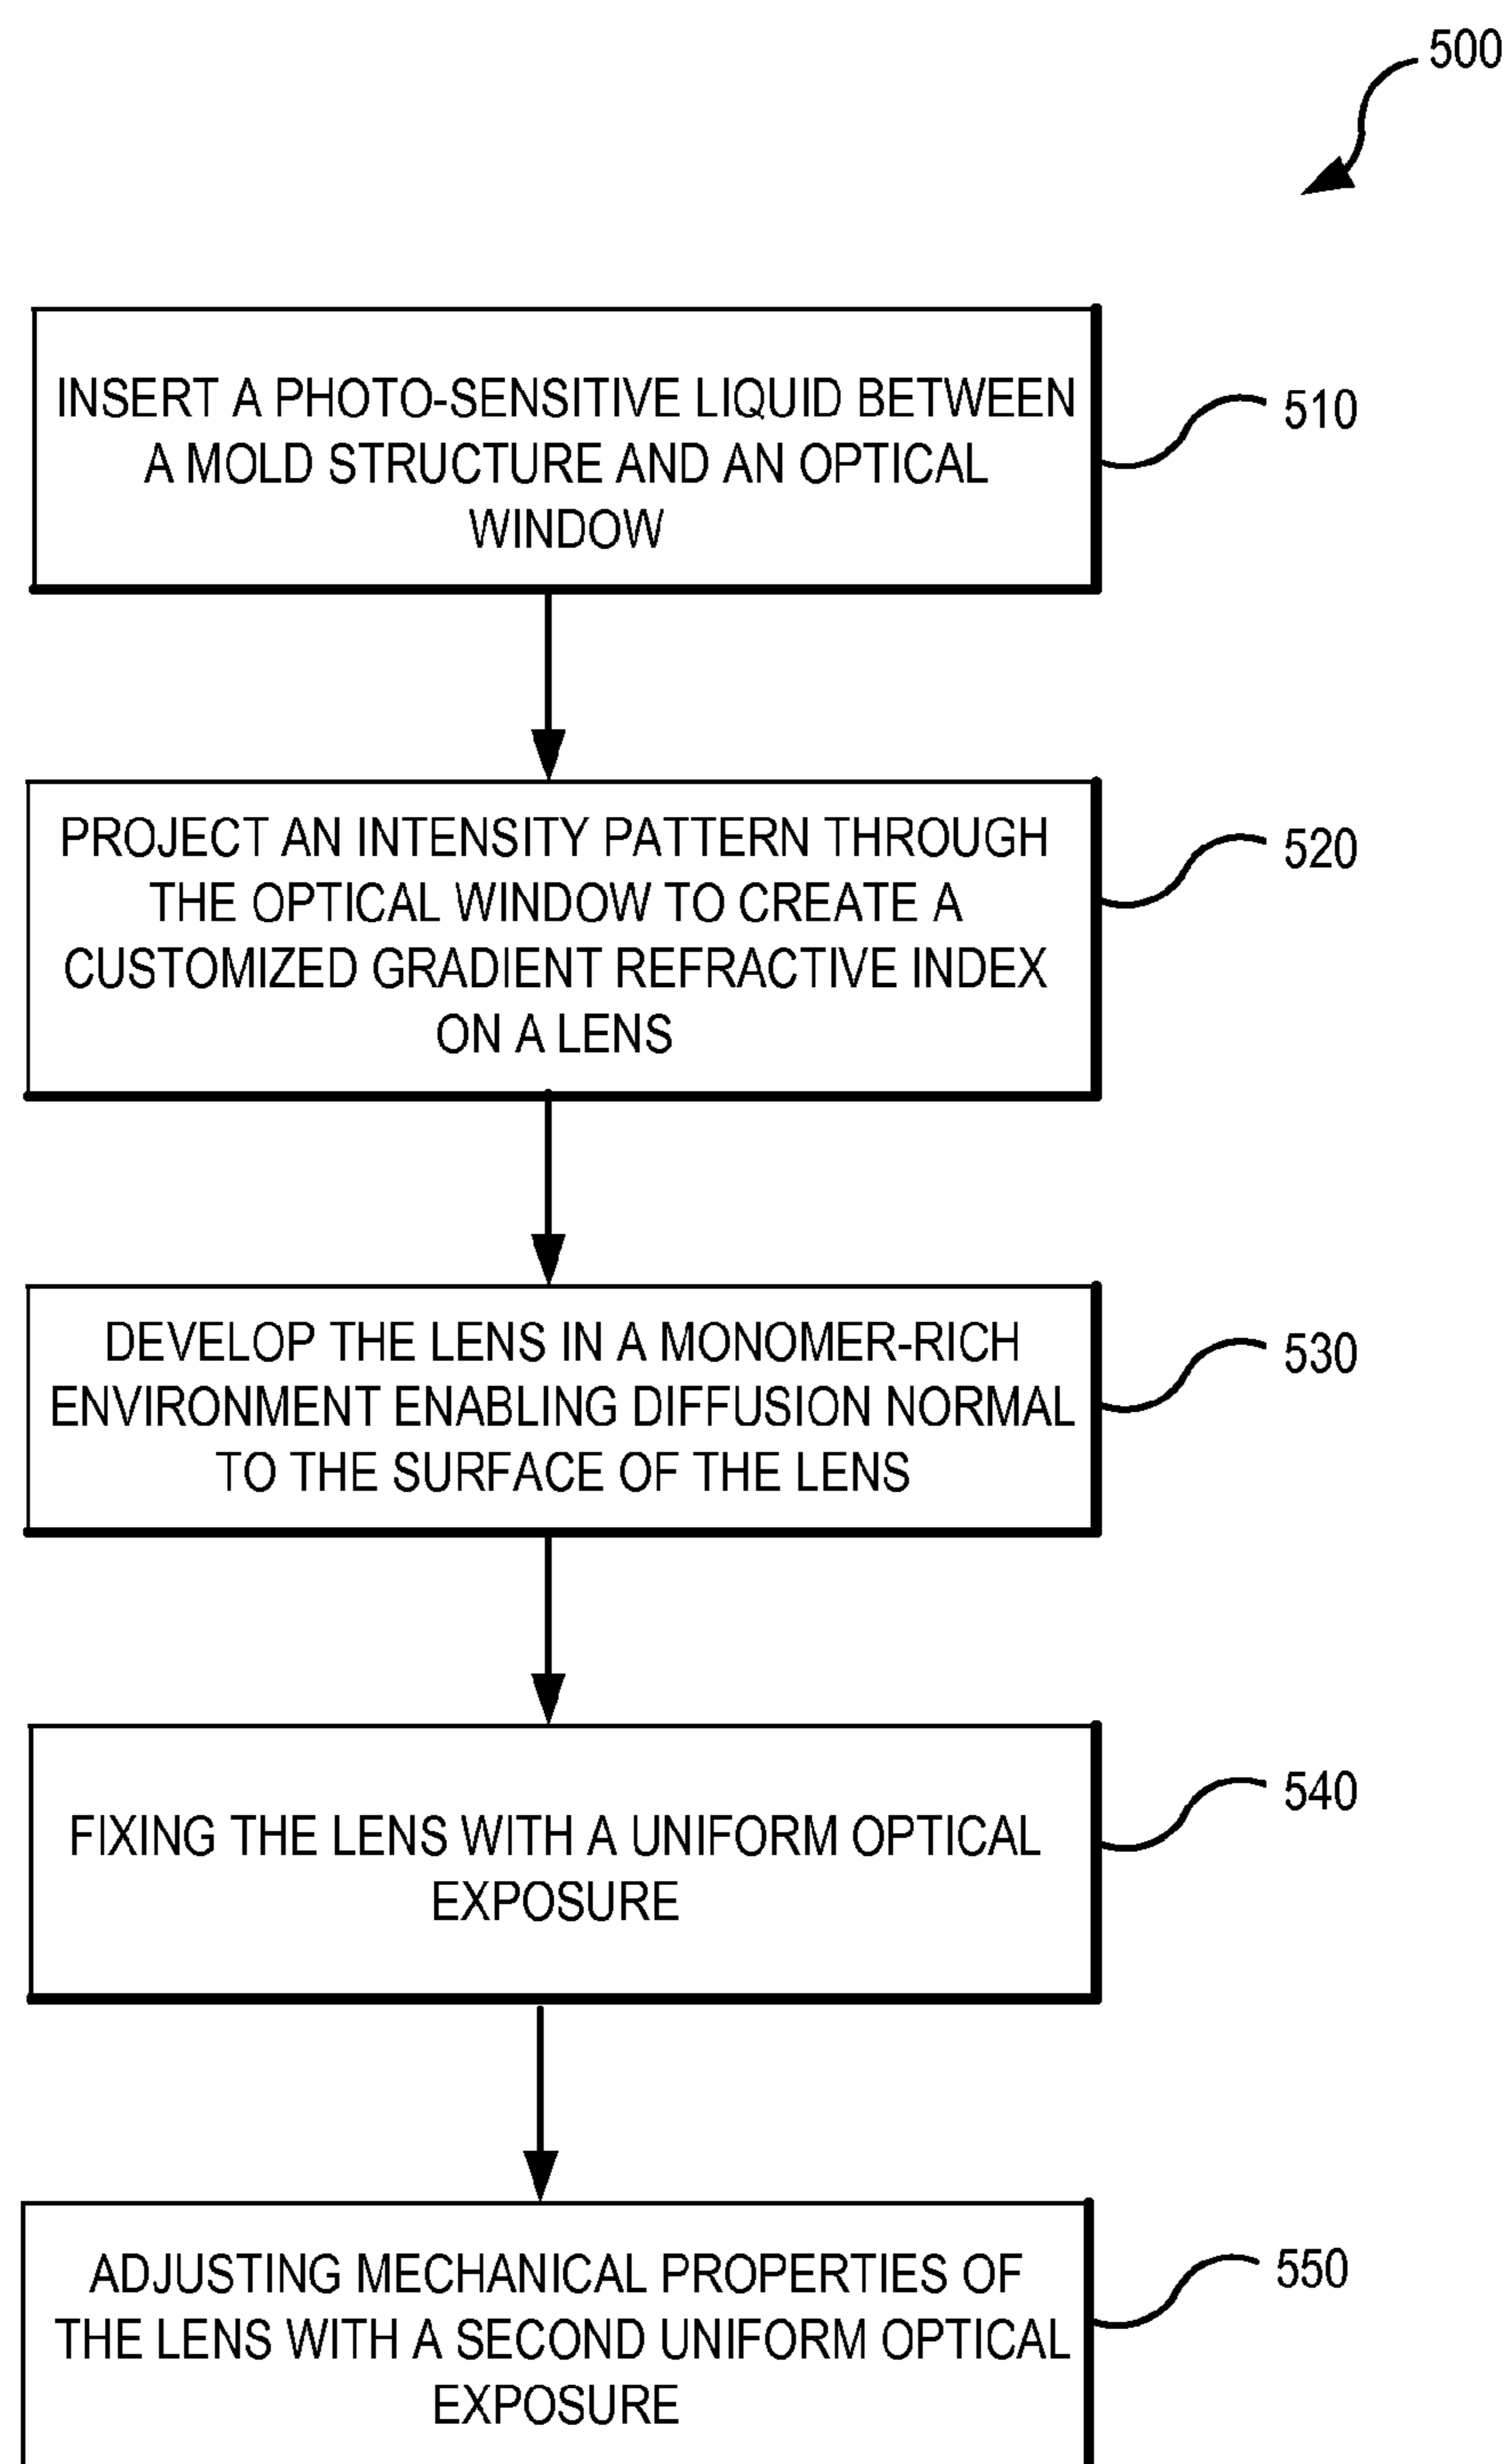 500
INSERT A PHOTO-SENSITIVE LIQUID BETWEEN
A MOLD STRUCTURE AND AN OPTICAL
WINDOW
510
PROJECT AN INTENSITY PATTERN THROUGH
THE OPTICAL WINDOW TO CREATE A
CUSTOMIZED GRADIENT REFRACTIVE INDEX
ON A LENS
520
DEVELOP THE LENS IN A MONOMER-RICH
ENVIRONMENT ENABLING DIFFUSION NORMAL
TO THE SURFACE OF THE LENS
530
FIXING THE LENS WITH A UNIFORM OPTICAL
EXPOSURE
540
ADJUSTING MECHANICAL PROPERTIES OF
THE LENS WITH A SECOND UNIFORM OPTICAL
EXPOSURE
550